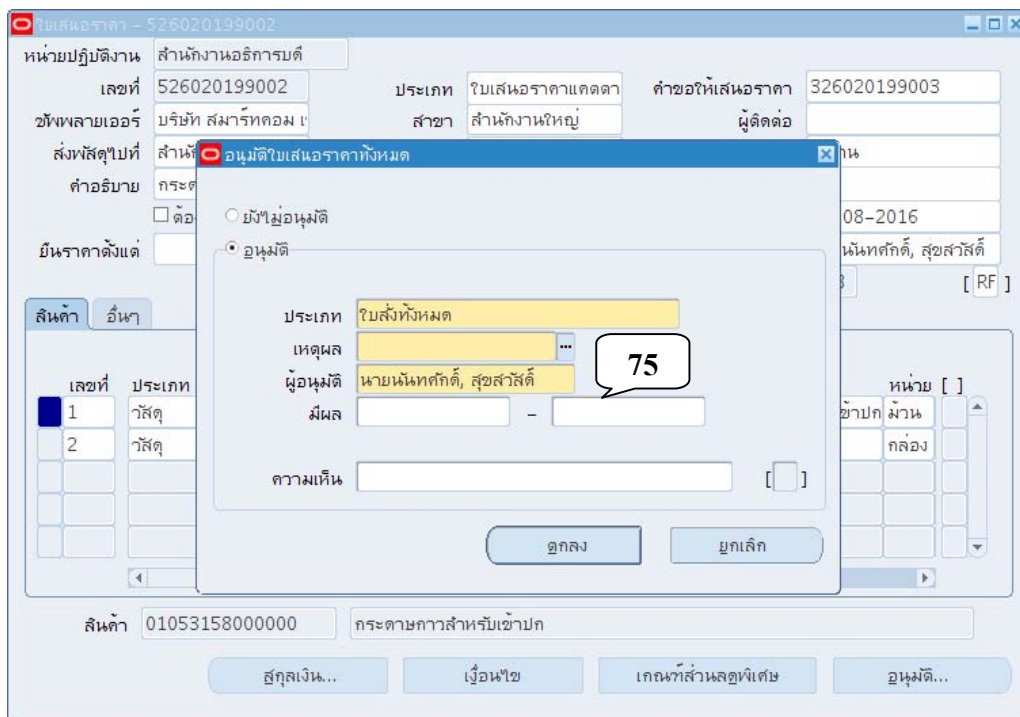 ใบเสนอราคา – 526020199002
หน่วยปฏิบัติงาน สำนักงานอธิการบดี
เลขที่ 526020199002 ประเภท ใบเสนอราคาแคตตา คำขอให้เสนอราคา 326020199003
ซัพพลายเออร์ บริษัท สมาร์ทคอม เ สาขา สำนักงานใหญ่ ผู้ติดต่อ
ส่งพัสดุไปที่ สำนั
คำอธิบาย กระด
ต้อ 08-2016
ยืนราคาตั้งแต่ นันทศักดิ์, สุขสวัสดิ์
[ RF ]
อนุมัติใบเสนอราคาทั้งหมด
ยังไม่อนุมัติ
อนุมัติ
ประเภท ใบสั่งทั้งหมด
เหตุผล ...
ผู้อนุมัติ นายนันทศักดิ์, สุขสวัสดิ์
มีผล –
75
ความเห็น [ ]
ตกลง ยกเลิก
สินค้า อื่นๆ
เลขที่ ประเภท หน่วย [ ]
1 วัสดุ ข้าปก ม้วน
2 วัสดุ กล่อง
สินค้า 01053158000000 กระดาษกาวสำหรับเข้าปก
สกุลเงิน... เงื่อนไข เกณฑ์ส่วนลดพิเศษ อนุมัติ...